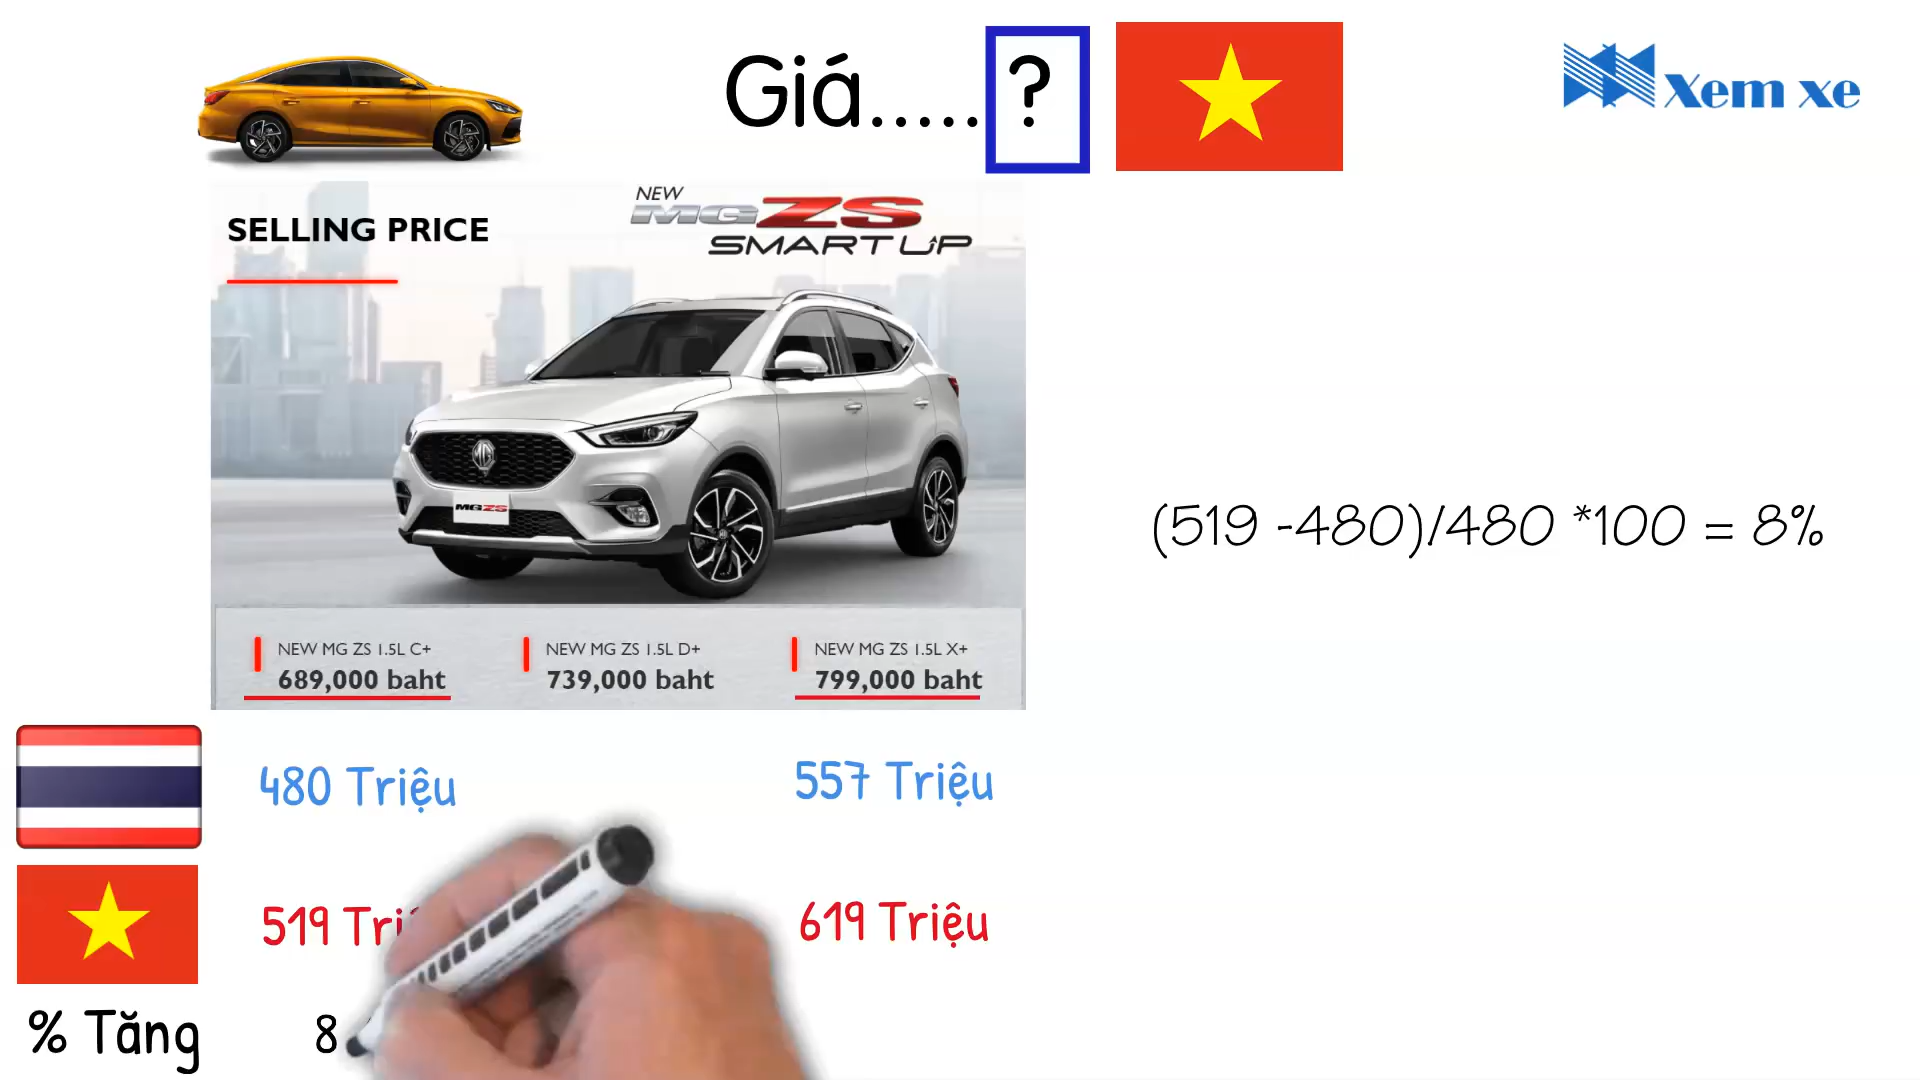 Giá.....?
Xem xe
SELLING PRICE
NEW
MG ZS
SMART UP
MG ZS
NEW MG ZS 1.5L C+
689,000 baht
NEW MG ZS 1.5L D+
739,000 baht
NEW MG ZS 1.5L X+
799,000 baht
(519 -480)/480 *100 = 8%
480 Triệu
557 Triệu
519
619 Triệu
% Tăng
8